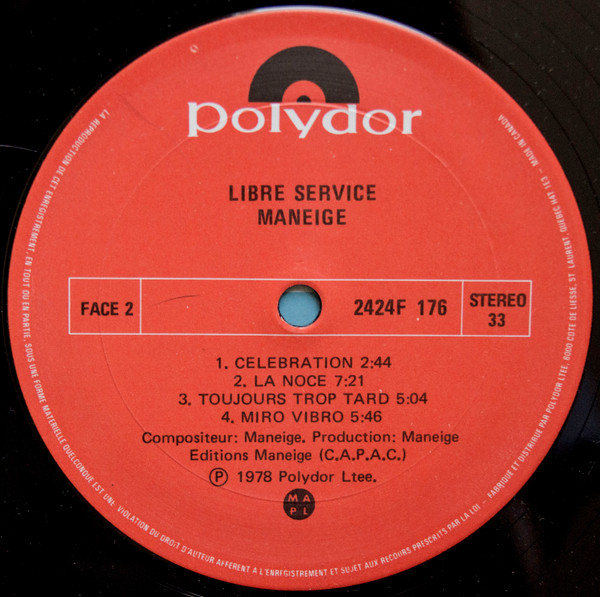 polydor
LIBRE SERVICE
MANEIGE
FACE 2
2424F 176
STEREO
33
1. CELEBRATION 2:44
2. LA NOCE 7:21
3. TOUJOURS TROP TARD 5:04
4. MIRO VIBRO 5:46
Compositeur: Maneige. Production: Maneige
Editions Maneige (C.A.P.A.C.)
Ⓟ 1978 Polydor Ltee.
M A
P L
LA REPRODUCTION DE CET ENREGISTREMENT, EN TOUT OU EN PARTIE, SOUS UNE FORME MATERIELLE QUELCONQUE EST UNE VIOLATION DU DROIT D'AUTEUR AFFERENT A L'ENREGISTREMENT ET SUJET AUX RECOURS PRESCRITS PAR LA LOI - FABRIQUE ET DISTRIBUE PAR POLYDOR LTEE, 6000 COTE DE LIESSE, ST LAURENT, QUEBEC H4T 1E3 - MADE IN CANADA